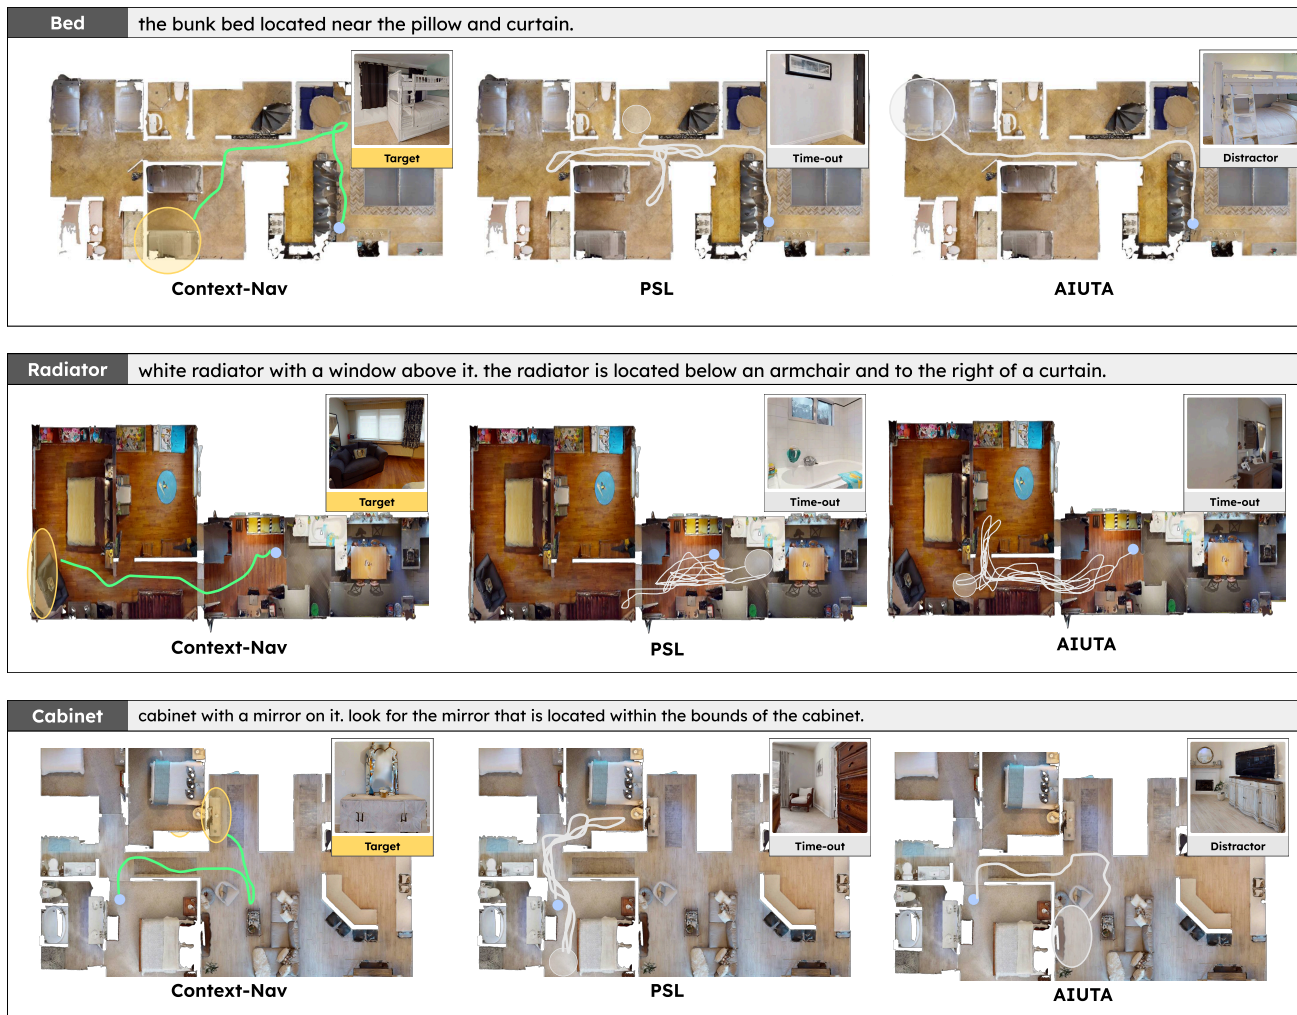 Bed the bunk bed located near the pillow and curtain.
Target Time-out Distractor
Context-Nav PSL AIUTA
Radiator white radiator with a window above it. the radiator is located below an armchair and to the right of a curtain.
Target Time-out Time-out
Context-Nav PSL AIUTA
Cabinet cabinet with a mirror on it. look for the mirror that is located within the bounds of the cabinet.
Target Time-out Distractor
Context-Nav PSL AIUTA